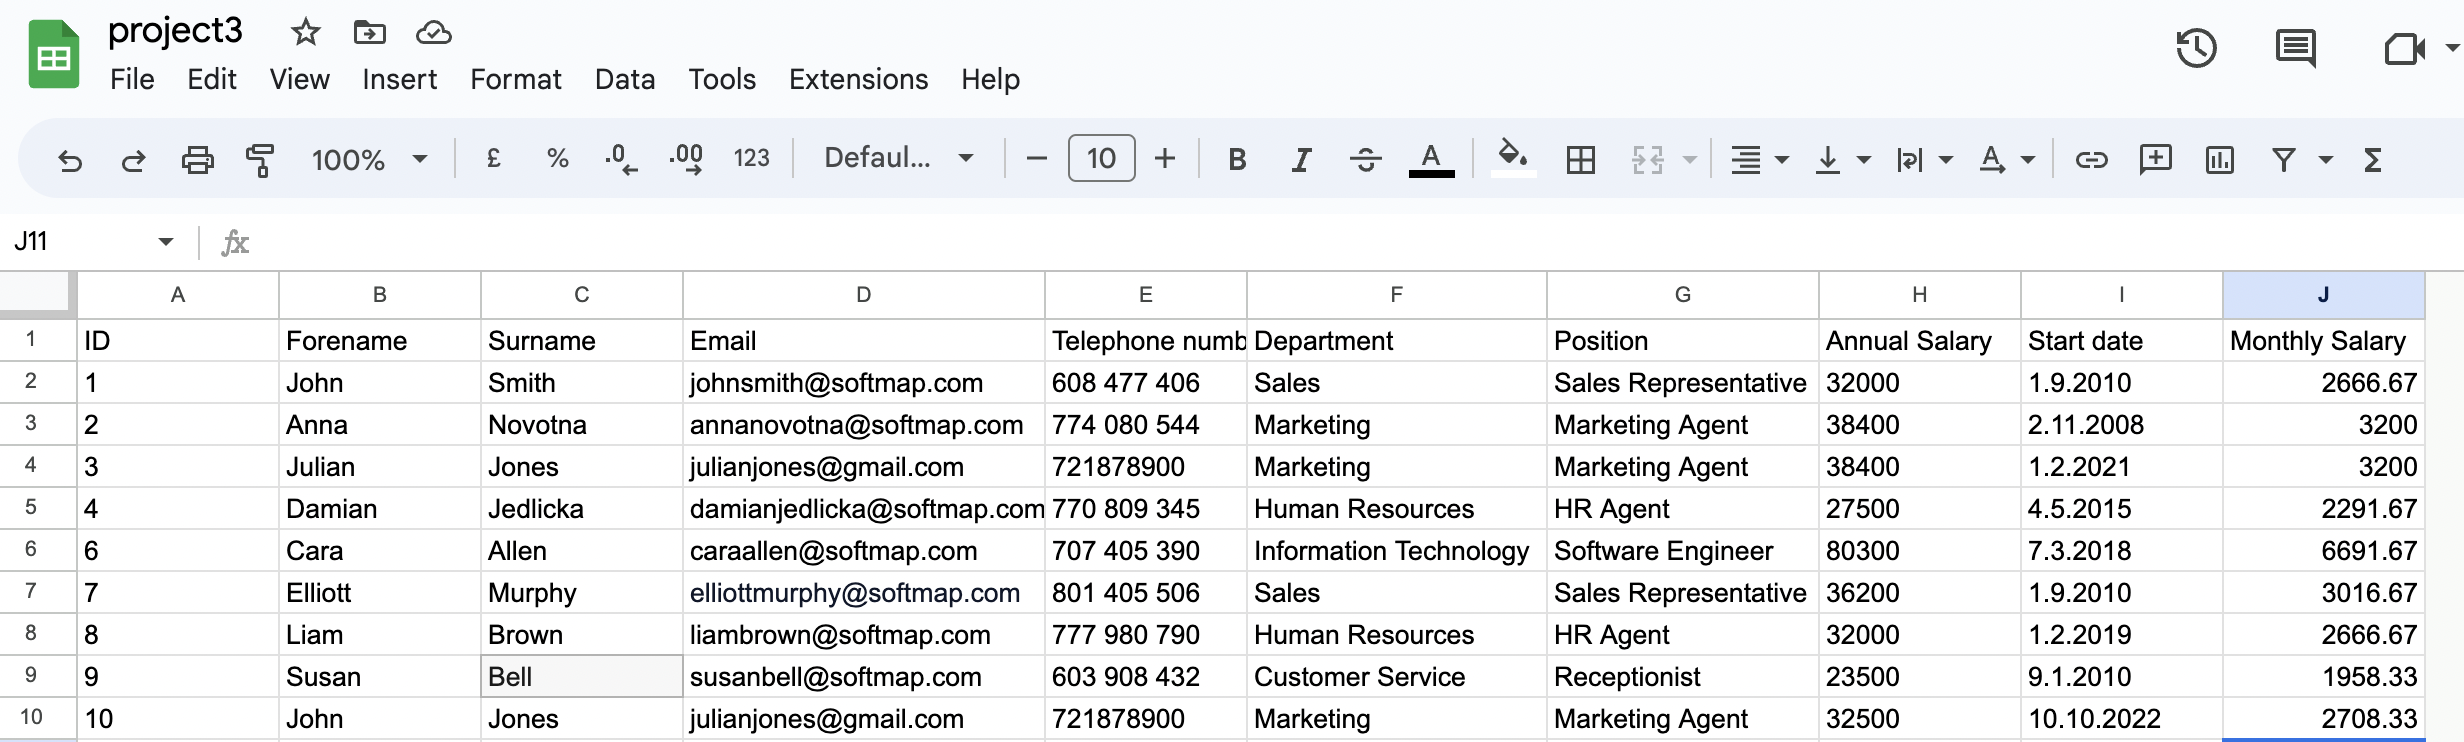 project3
File Edit View Insert Format Data Tools Extensions Help
100% £ % .0 .00 123 Defaul... 10 B I S A Σ
J11 fx
A B C D E F G H I J
1 ID Forename Surname Email Telephone numb Department Position Annual Salary Start date Monthly Salary
2 1 John Smith johnsmith@softmap.com 608 477 406 Sales Sales Representative 32000 1.9.2010 2666.67
3 2 Anna Novotna annanovotna@softmap.com 774 080 544 Marketing Marketing Agent 38400 2.11.2008 3200
4 3 Julian Jones julianjones@gmail.com 721878900 Marketing Marketing Agent 38400 1.2.2021 3200
5 4 Damian Jedlicka damianjedlicka@softmap.com 770 809 345 Human Resources HR Agent 27500 4.5.2015 2291.67
6 6 Cara Allen caraallen@softmap.com 707 405 390 Information Technology Software Engineer 80300 7.3.2018 6691.67
7 7 Elliott Murphy elliottmurphy@softmap.com 801 405 506 Sales Sales Representative 36200 1.9.2010 3016.67
8 8 Liam Brown liambrown@softmap.com 777 980 790 Human Resources HR Agent 32000 1.2.2019 2666.67
9 9 Susan Bell susanbell@softmap.com 603 908 432 Customer Service Receptionist 23500 9.1.2010 1958.33
10 10 John Jones julianjones@gmail.com 721878900 Marketing Marketing Agent 32500 10.10.2022 2708.33